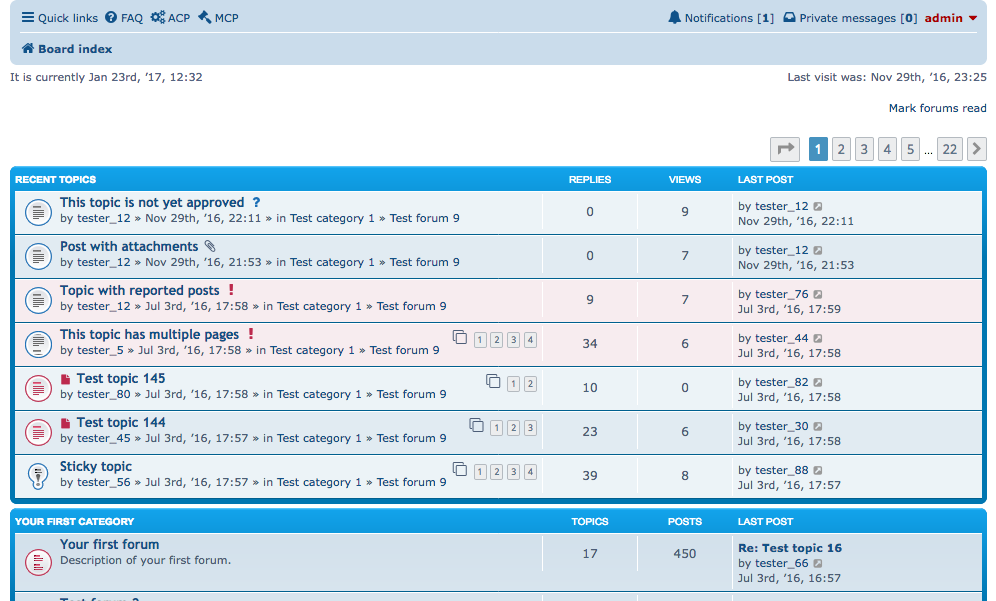 Quick links FAQ ACP MCP Notifications [1] Private messages [0] admin
Board index
It is currently Jan 23rd, ’17, 12:32 Last visit was: Nov 29th, ’16, 23:25
Mark forums read
1 2 3 4 5 ... 22
RECENT TOPICS REPLIES VIEWS LAST POST
This topic is not yet approved ?
by tester_12 » Nov 29th, ’16, 22:11 » in Test category 1 » Test forum 9
0 9
by tester_12
Nov 29th, ’16, 22:11
Post with attachments
by tester_12 » Nov 29th, ’16, 21:53 » in Test category 1 » Test forum 9
0 7
by tester_12
Nov 29th, ’16, 21:53
Topic with reported posts !
by tester_12 » Jul 3rd, ’16, 17:58 » in Test category 1 » Test forum 9
9 7
by tester_76
Jul 3rd, ’16, 17:59
This topic has multiple pages !
by tester_5 » Jul 3rd, ’16, 17:58 » in Test category 1 » Test forum 9
1 2 3 4
34 6
by tester_44
Jul 3rd, ’16, 17:58
Test topic 145
by tester_80 » Jul 3rd, ’16, 17:58 » in Test category 1 » Test forum 9
1 2
10 0
by tester_82
Jul 3rd, ’16, 17:58
Test topic 144
by tester_45 » Jul 3rd, ’16, 17:57 » in Test category 1 » Test forum 9
1 2 3
23 6
by tester_30
Jul 3rd, ’16, 17:58
Sticky topic
by tester_56 » Jul 3rd, ’16, 17:57 » in Test category 1 » Test forum 9
1 2 3 4
39 8
by tester_88
Jul 3rd, ’16, 17:57
YOUR FIRST CATEGORY TOPICS POSTS LAST POST
Your first forum
Description of your first forum.
17 450
Re: Test topic 16
by tester_66
Jul 3rd, ’16, 16:57